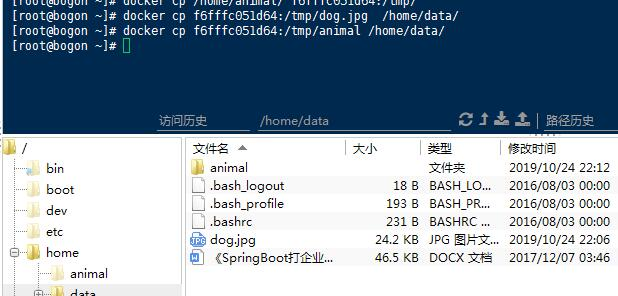 [root@bogon ~]# docker cp /home/animal/ f6fffc051d64:/tmp/
[root@bogon ~]# docker cp f6fffc051d64:/tmp/dog.jpg /home/data/
[root@bogon ~]# docker cp f6fffc051d64:/tmp/animal /home/data/
[root@bogon ~]#
访问历史 /home/data 路径历史
/
bin
boot
dev
etc
home
animal
data
文件名 大小 类型 修改时间
animal 文件夹 2019/10/24 22:12
.bash_logout 18 B BASH_LO... 2016/08/03 00:00
.bash_profile 193 B BASH_PR... 2016/08/03 00:00
.bashrc 231 B BASHRC ... 2016/08/03 00:00
JPG dog.jpg 24.2 KB JPG 图片文... 2019/10/24 22:06
《SpringBoot打企业... 46.5 KB DOCX 文档 2017/12/07 03:46